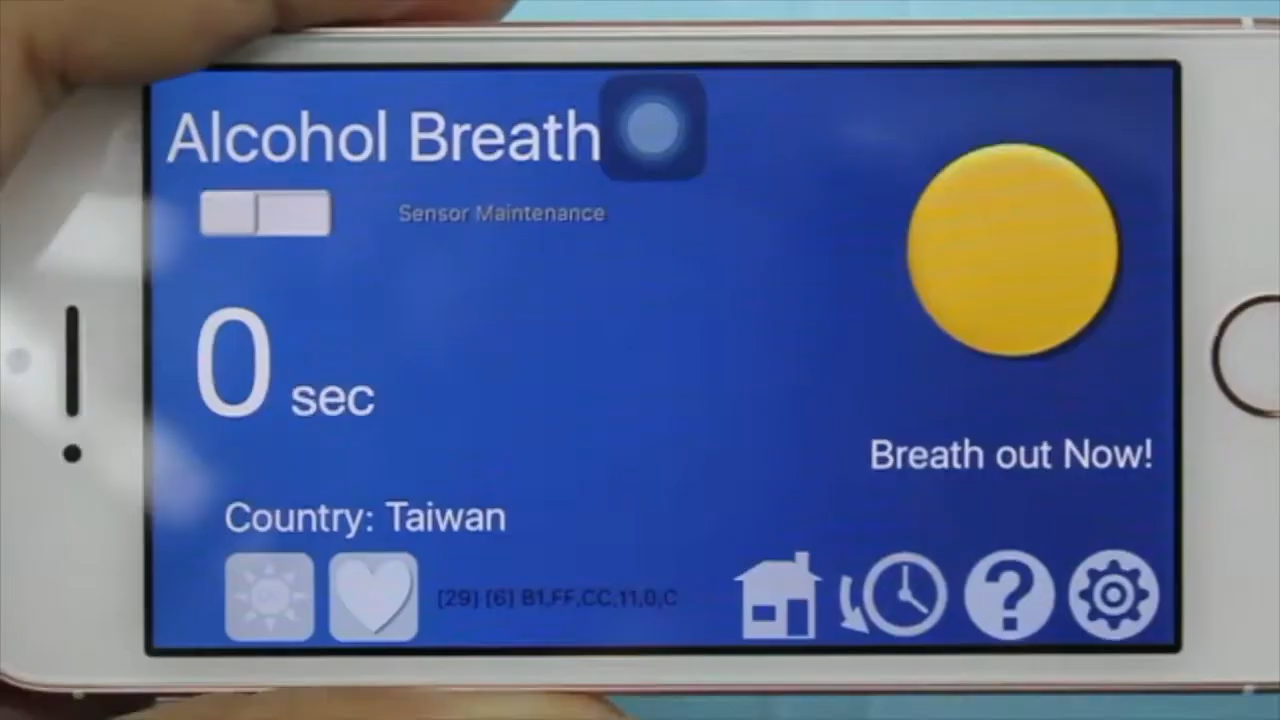 Alcohol Breath
Sensor Maintenance
0 sec
Breath out Now!
Country: Taiwan
[29] [6] B1,FF,CC,11,0,C
?